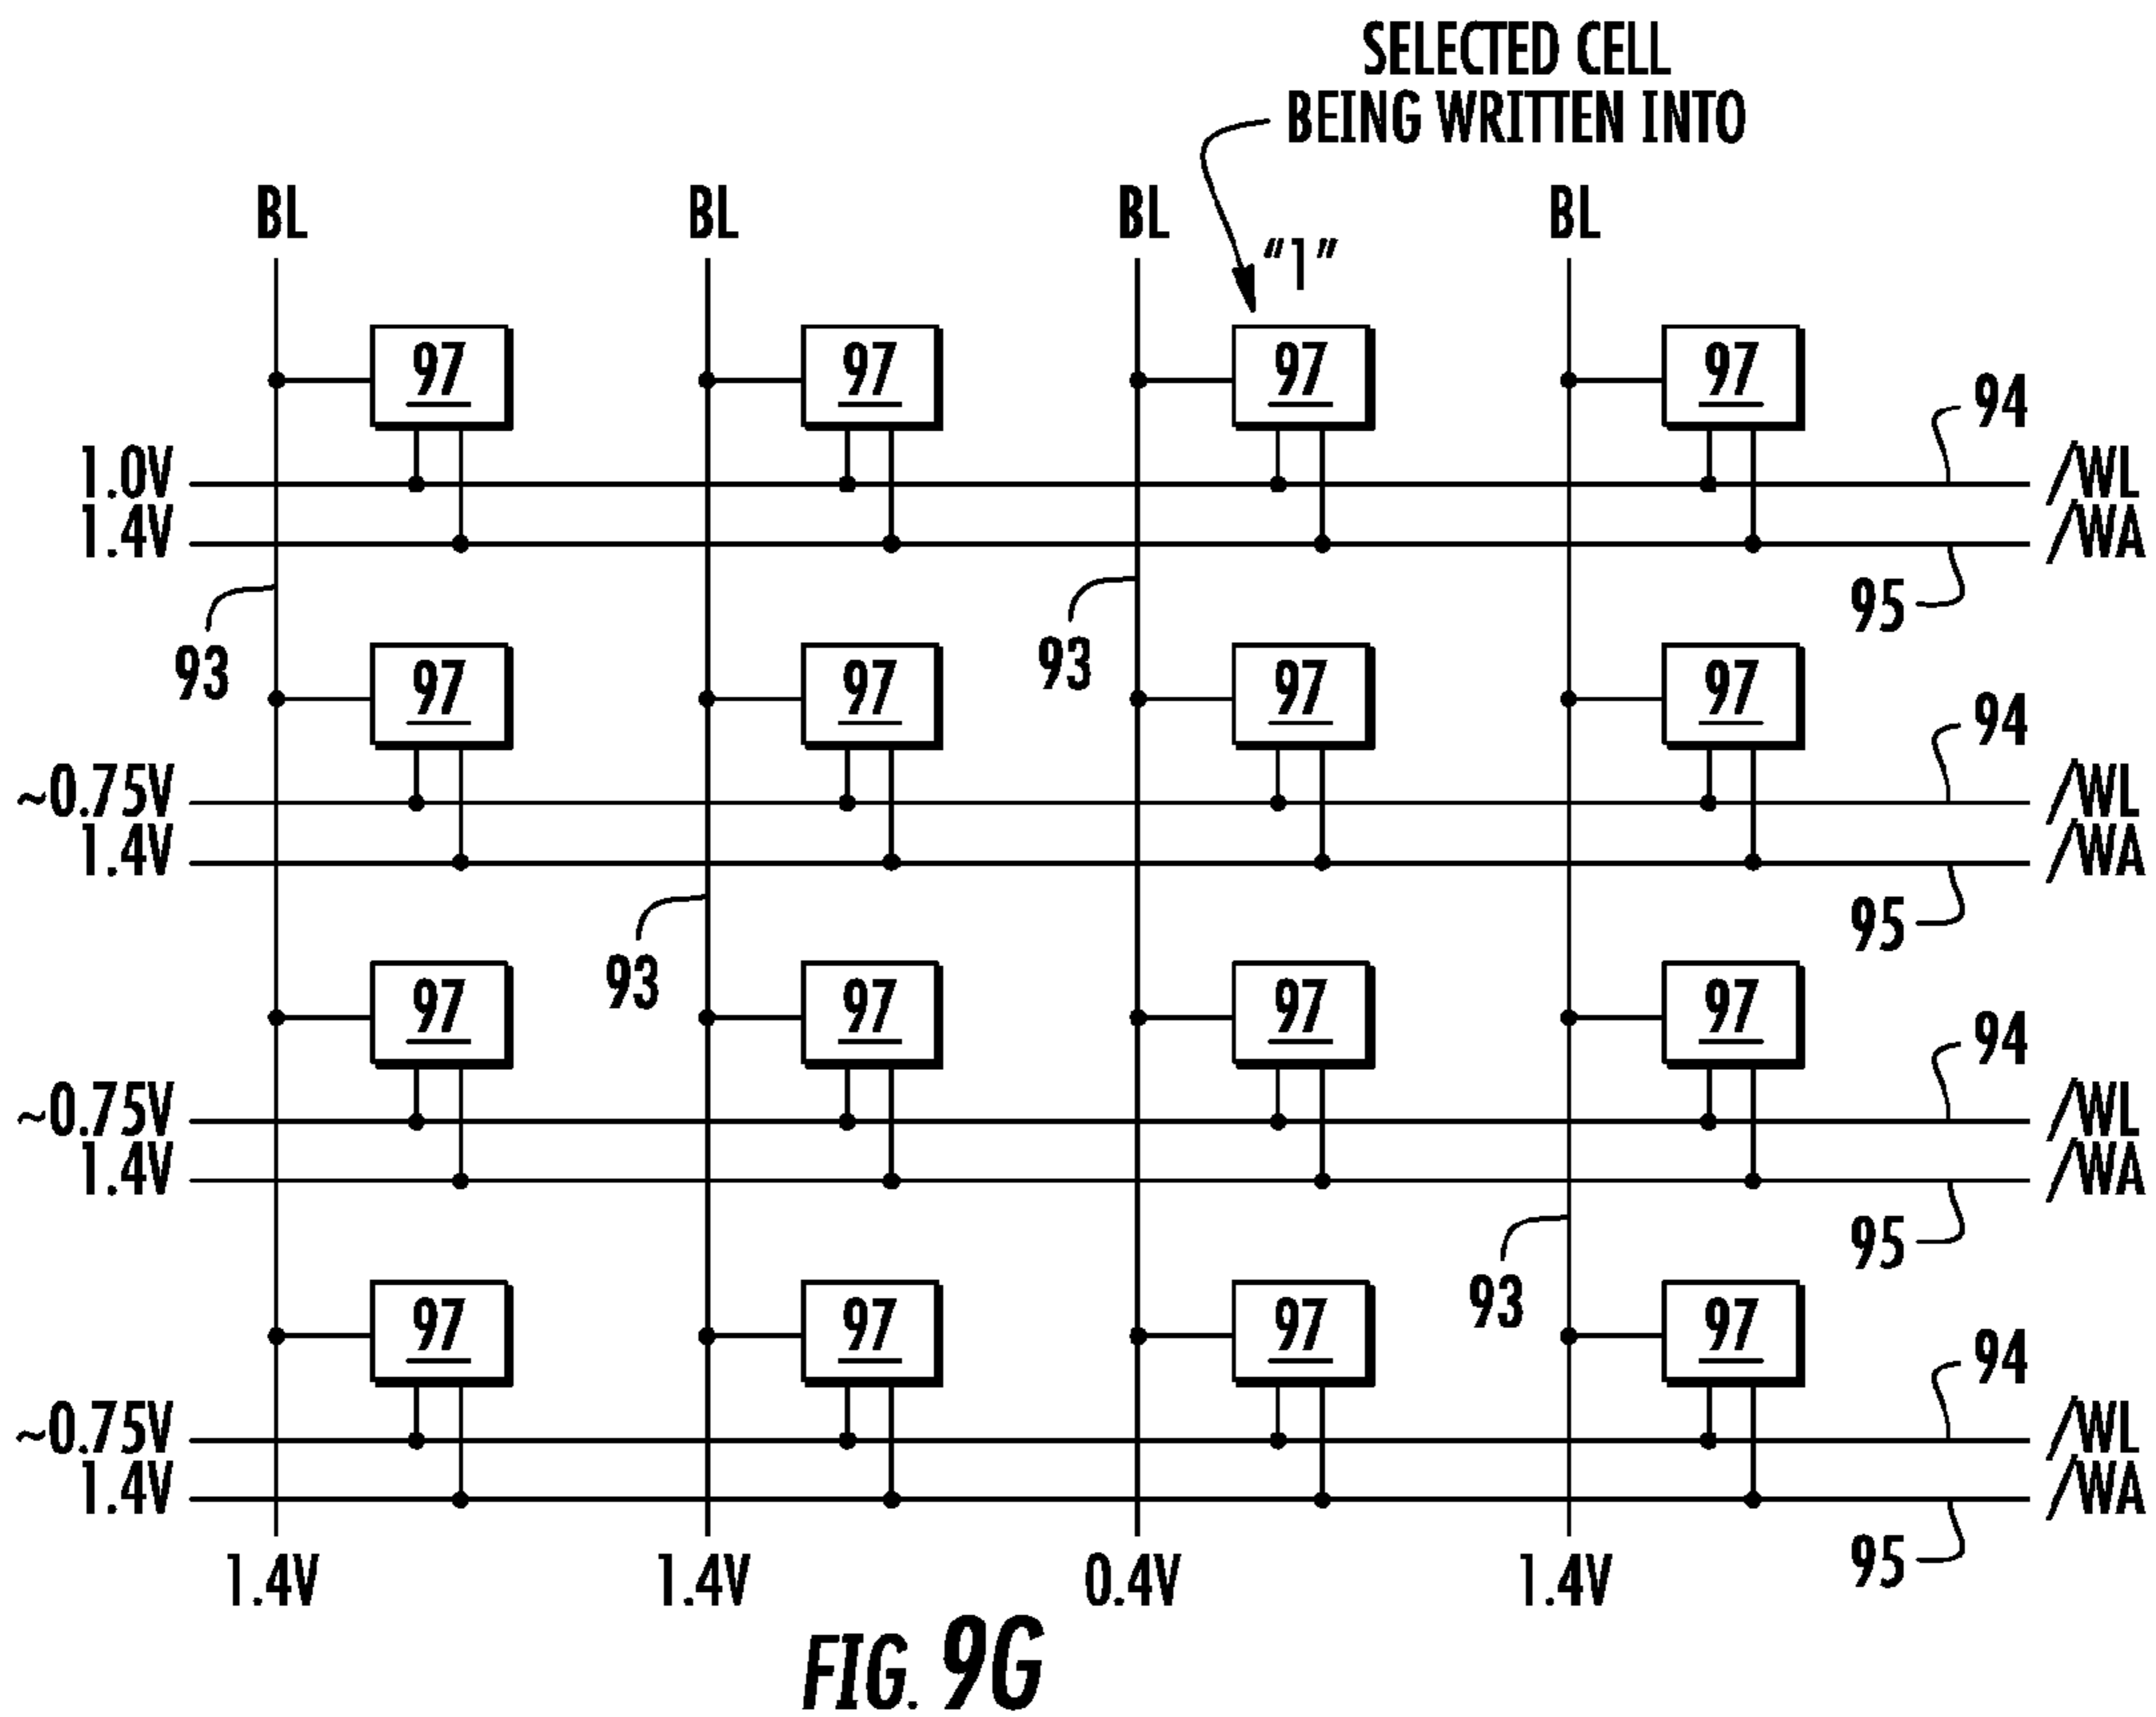 SELECTED CELL
BEING WRITTEN INTO
BL BL BL BL
“1”
97 97 97 97
94
1.0V /WL
1.4V /WA
95
93 93
97 97 97 97
94
~0.75V /WL
1.4V /WA
95
93
97 97 97 97
94
~0.75V /WL
1.4V /WA
95
93
97 97 97 97
94
~0.75V /WL
1.4V /WA
95
1.4V 1.4V 0.4V 1.4V
FIG. 9G